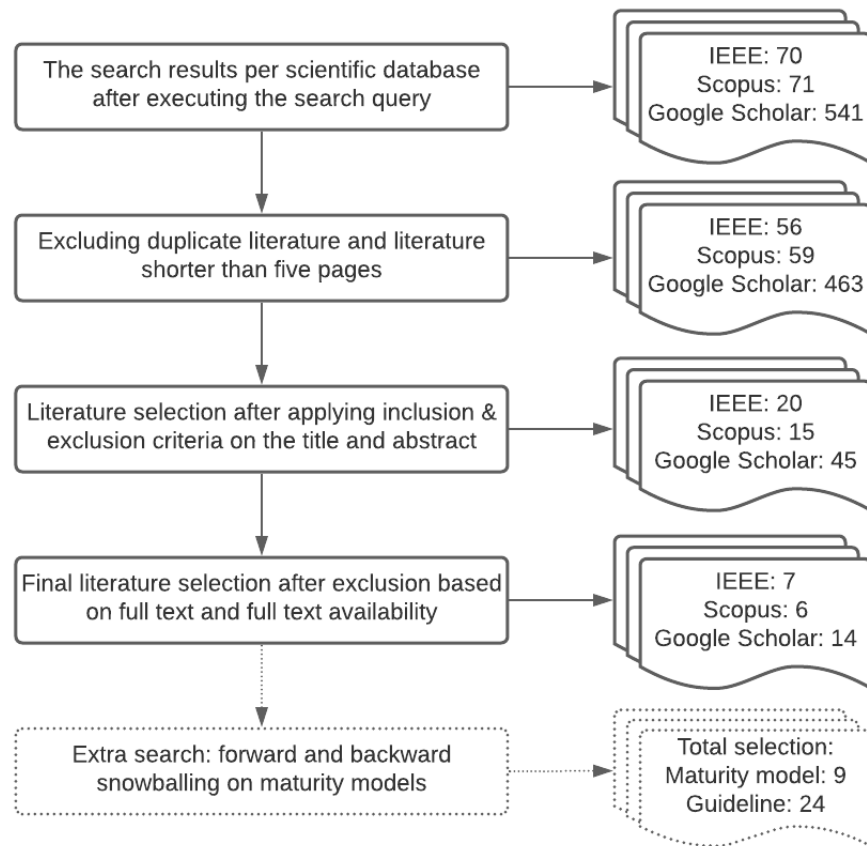 The search results per scientific database
after executing the search query
IEEE: 70
Scopus: 71
Google Scholar: 541
Excluding duplicate literature and literature
shorter than five pages
IEEE: 56
Scopus: 59
Google Scholar: 463
Literature selection after applying inclusion &
exclusion criteria on the title and abstract
IEEE: 20
Scopus: 15
Google Scholar: 45
Final literature selection after exclusion based
on full text and full text availability
IEEE: 7
Scopus: 6
Google Scholar: 14
Extra search: forward and backward
snowballing on maturity models
Total selection:
Maturity model: 9
Guideline: 24